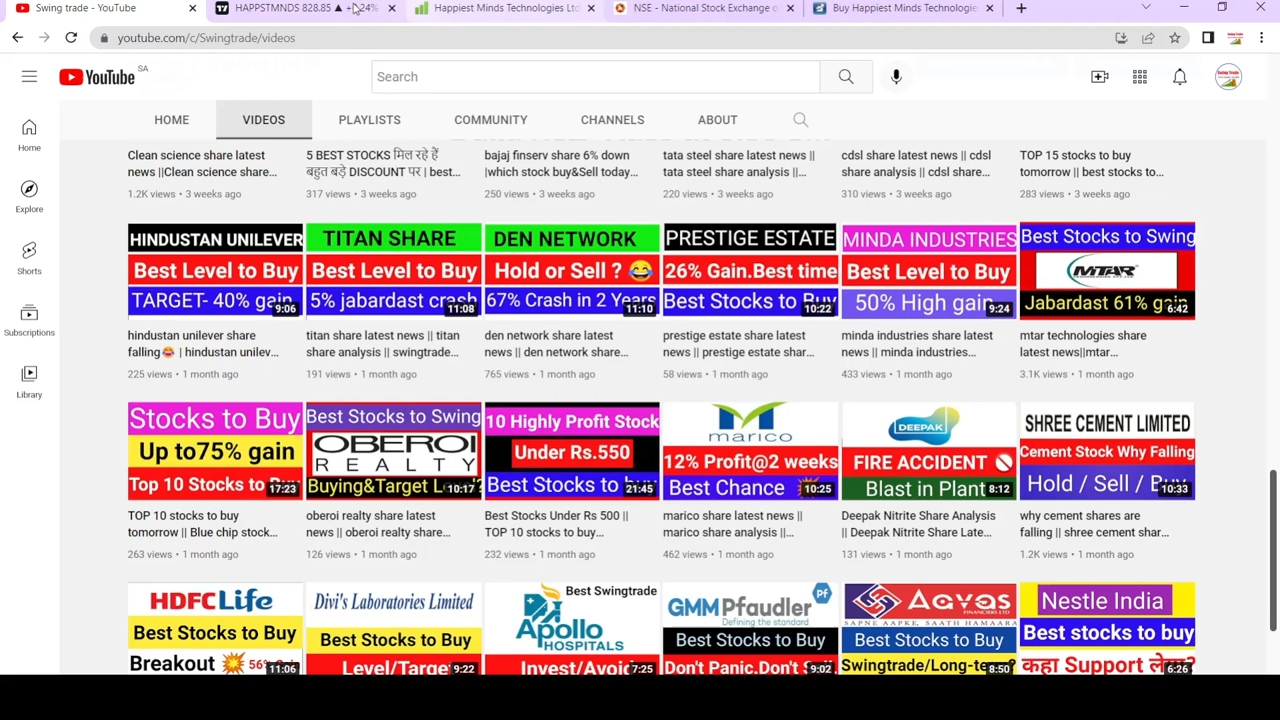 Swing trade - YouTube
HAPPSTMNDS 828.85 ▲
Happiest Minds Technologies Ltd
NSE - National Stock Exchange o
Buy Happiest Minds Technologie
youtube.com/c/Swingtrade/videos
YouTube SA
Search
HOME VIDEOS PLAYLISTS COMMUNITY CHANNELS ABOUT
Home
Explore
Shorts
Subscriptions
Library
Clean science share latest
news ||Clean science share...
1.2K views • 3 weeks ago
5 BEST STOCKS मिल रहे हैं
बहुत बड़े DISCOUNT पर | best...
317 views • 3 weeks ago
bajaj finserv share 6% down
|which stock buy&Sell today...
250 views • 3 weeks ago
tata steel share latest news ||
tata steel share analysis ||...
220 views • 3 weeks ago
cdsl share latest news || cdsl
share analysis || cdsl share...
310 views • 3 weeks ago
TOP 15 stocks to buy
tomorrow || best stocks to...
283 views • 3 weeks ago
HINDUSTAN UNILEVER
Best Level to Buy
TARGET- 40% gain
9:06
hindustan unilever share
falling😂 | hindustan unilev...
225 views • 1 month ago
TITAN SHARE
Best Level to Buy
5% jabardast crash
11:08
titan share latest news || titan
share analysis || swingtrade...
191 views • 1 month ago
DEN NETWORK
Hold or Sell ? 😂
67% Crash in 2 Years
11:10
den network share latest
news || den network share...
765 views • 1 month ago
PRESTIGE ESTATE
26% Gain.Best time
Best Stocks to Buy
10:22
prestige estate share latest
news || prestige estate shar...
58 views • 1 month ago
MINDA INDUSTRIES
Best Level to Buy
50% High gain
9:24
minda industries share latest
news || minda industries...
433 views • 1 month ago
Best Stocks to Swing
MTAR
Jabardast 61% gain
6:42
mtar technologies share
latest news||mtar...
3.1K views • 1 month ago
Stocks to Buy
Up to75% gain
Top 10 Stocks to Buy
17:23
TOP 10 stocks to buy
tomorrow || Blue chip stock...
263 views • 1 month ago
Best Stocks to Swing
OBEROI
REALTY
Buying&Target L
10:17
oberoi realty share latest
news || oberoi realty share...
126 views • 1 month ago
10 Highly Profit Stock
Under Rs.550
Best Stocks to buy
21:45
Best Stocks Under Rs 500 ||
TOP 10 stocks to buy...
232 views • 1 month ago
marico
12% Profit@2 weeks
Best Chance 💥
10:25
marico share latest news ||
marico share analysis ||...
462 views • 1 month ago
DEEPAK
FIRE ACCIDENT 🚫
Blast in Plant
8:12
Deepak Nitrite Share Analysis
|| Deepak Nitrite Share Late...
131 views • 1 month ago
SHREE CEMENT LIMITED
Cement Stock Why Falling
Hold / Sell / Buy
10:33
why cement shares are
falling || shree cement shar...
1.2K views • 1 month ago
HDFC Life
Best Stocks to Buy
Breakout 💥 56%
11:06
Divi's Laboratories Limited
Best Stocks to Buy
Level/Targe
9:22
Best Swingtrade
Apollo
HOSPITALS
Invest/Avoid
7:25
GMM Pfaudler
Defining the standard
Best Stocks to Buy
Don't Panic.Don't S
9:02
Aavas
FINANCIERS LTD
SAPNE AAPKE, SAATH HAMAARA
Best Stocks to Buy
Swingtrade/Long-te
8:50
Nestle India
Best stocks to buy
कहा Support लेगा?
6:26